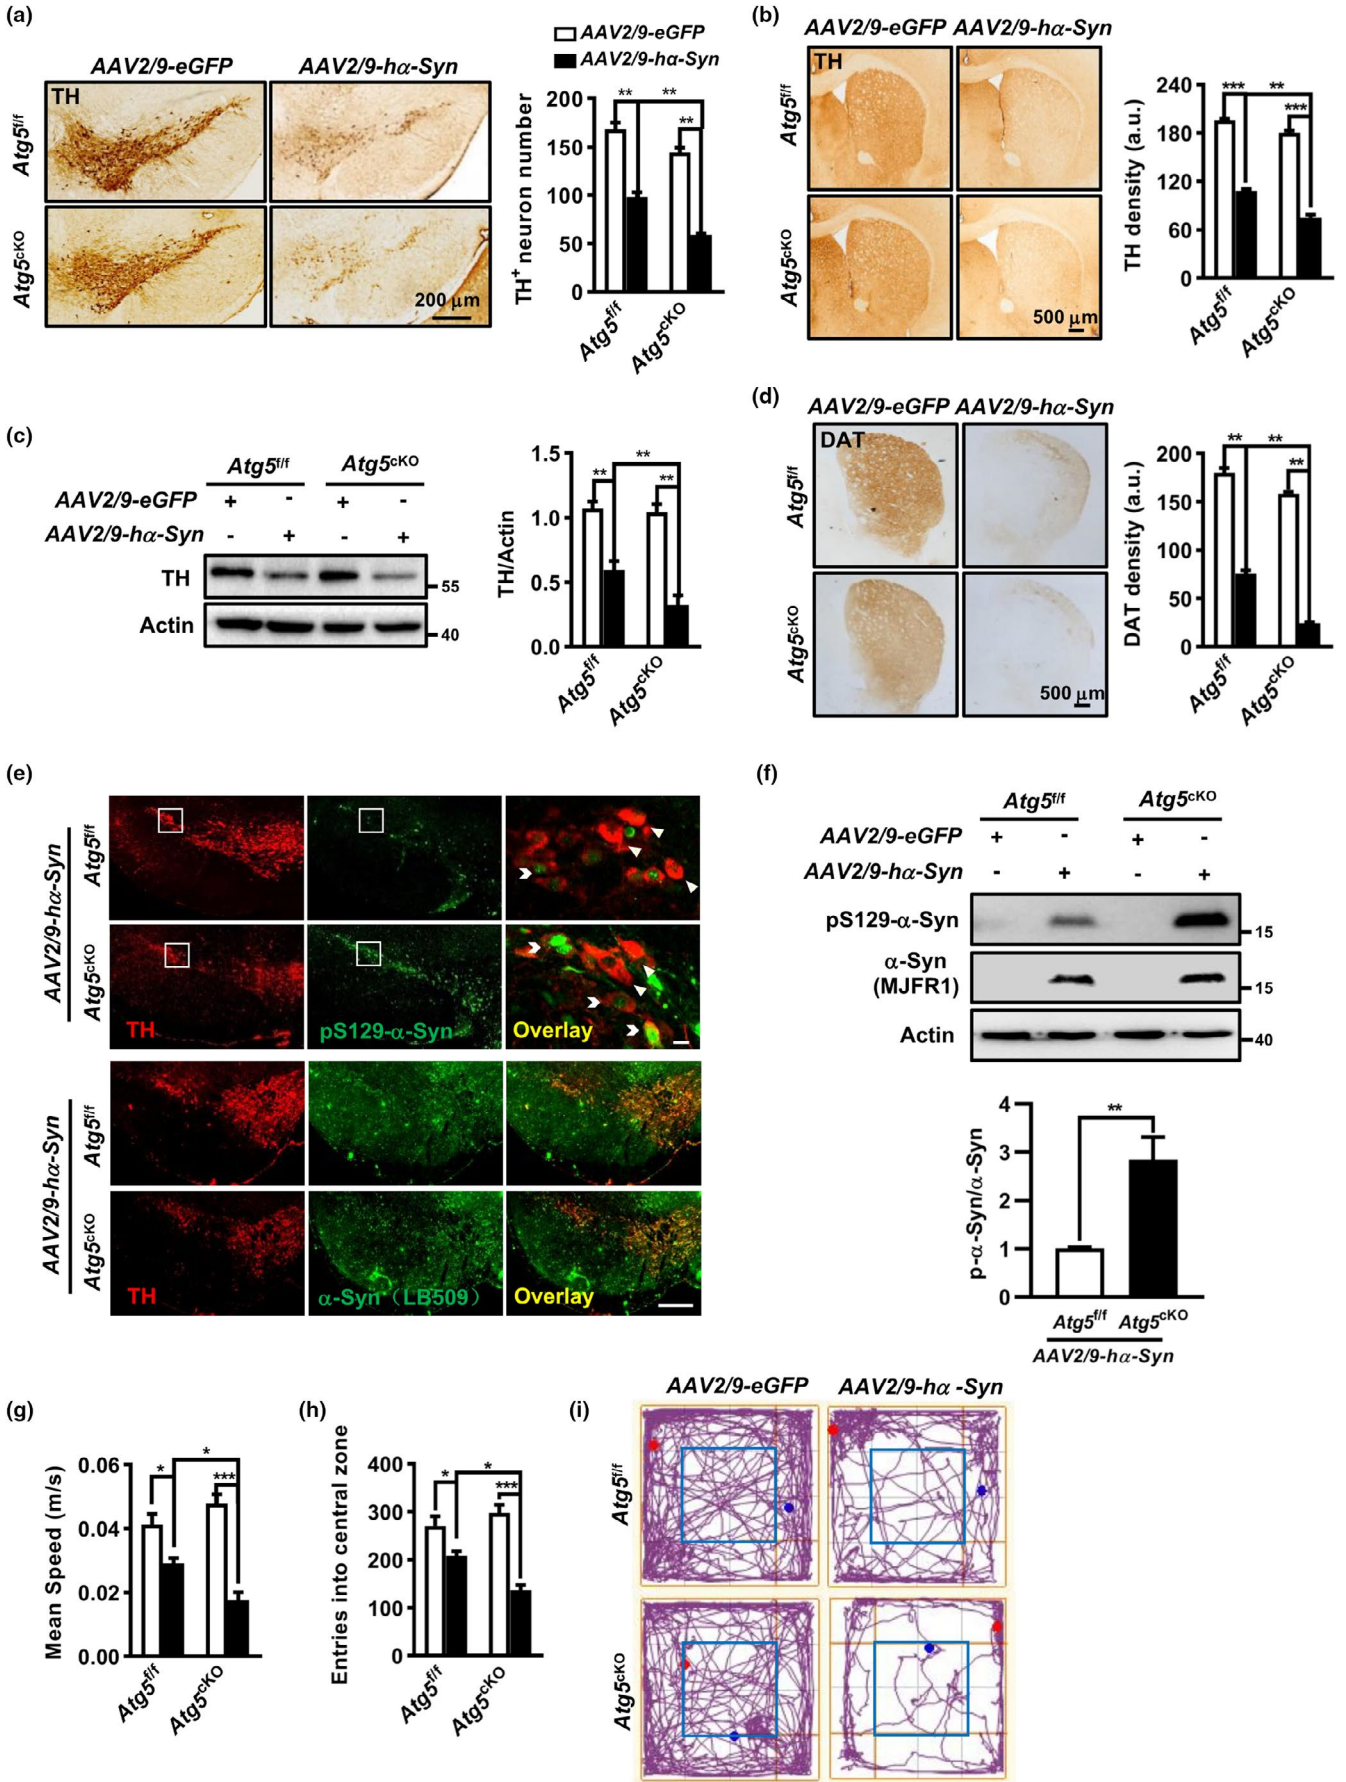 (a)
AAV2/9-eGFP
AAV2/9-hα-Syn
AAV2/9-eGFP AAV2/9-hα-Syn
TH
Atg5f/f
Atg5cKO
200 μm
TH+ neuron number
200
150
100
50
0
** **
**
Atg5f/f
Atg5cKO
(b)
AAV2/9-eGFP AAV2/9-hα-Syn
TH
Atg5f/f
Atg5cKO
500 μm
TH density (a.u.)
240
180
120
60
0
*** **
***
Atg5f/f
Atg5cKO
(c)
Atg5f/f Atg5cKO
AAV2/9-eGFP + - + -
AAV2/9-hα-Syn - + - +
TH 55
Actin 40
TH/Actin
1.5
1.0
0.5
0.0
**
** **
Atg5f/f
Atg5cKO
(d)
AAV2/9-eGFP AAV2/9-hα-Syn
DAT
Atg5f/f
Atg5cKO
500 μm
DAT density (a.u.)
200
150
100
50
0
** **
**
Atg5f/f
Atg5cKO
(e)
AAV2/9-hα-Syn
Atg5f/f
Atg5cKO
TH pS129-α-Syn Overlay
AAV2/9-hα-Syn
Atg5f/f
Atg5cKO
TH α-Syn（LB509） Overlay
(f)
Atg5f/f Atg5cKO
AAV2/9-eGFP + - + -
AAV2/9-hα-Syn - + - +
pS129-α-Syn 15
α-Syn
(MJFR1) 15
Actin 40
p-α-Syn/α-Syn
4
3
2
1
0
**
Atg5f/f Atg5cKO
AAV2/9-hα-Syn
(g)
Mean Speed (m/s)
0.06
0.04
0.02
0.00
*
* ***
Atg5f/f
Atg5cKO
(h)
Entries into central zone
400
300
200
100
0
* *
***
Atg5f/f
Atg5cKO
(i)
AAV2/9-eGFP AAV2/9-hα -Syn
Atg5f/f
Atg5cKO